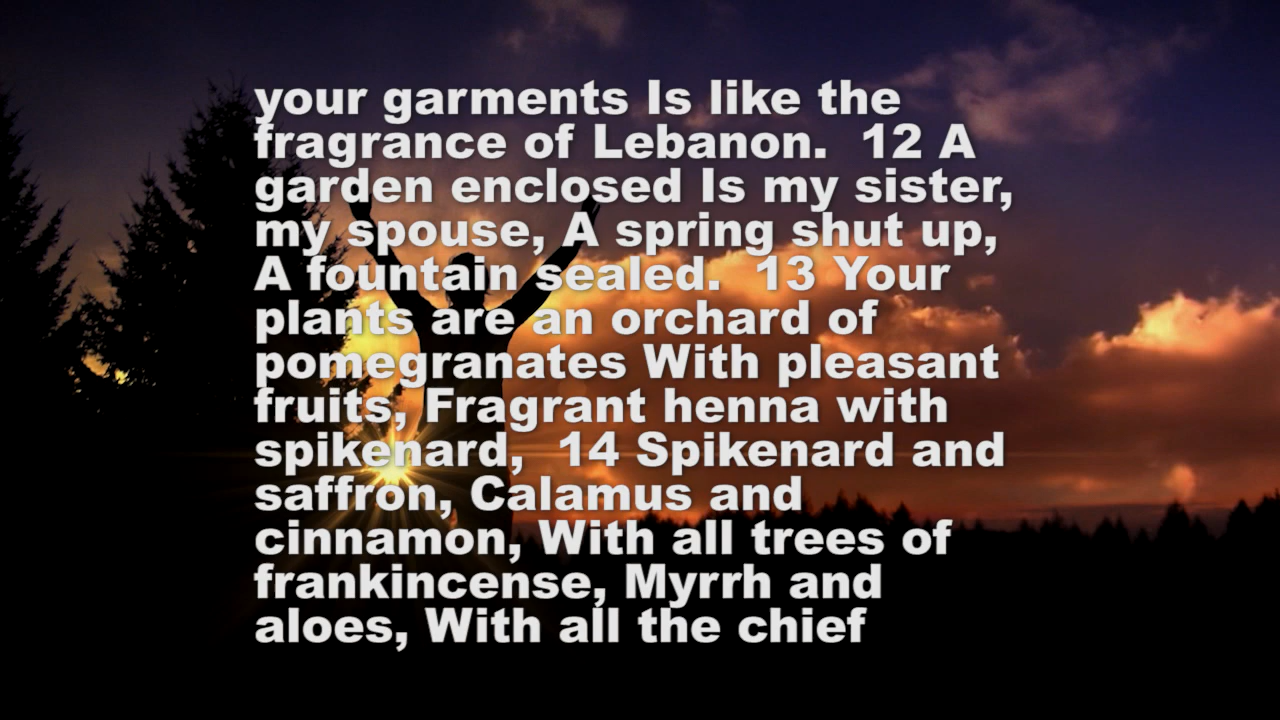 your garments Is like the
fragrance of Lebanon.  12 A
garden enclosed Is my sister,
my spouse, A spring shut up,
A fountain sealed.  13 Your
plants are an orchard of
pomegranates With pleasant
fruits, Fragrant henna with
spikenard,  14 Spikenard and
saffron, Calamus and
cinnamon, With all trees of
frankincense, Myrrh and
aloes, With all the chief